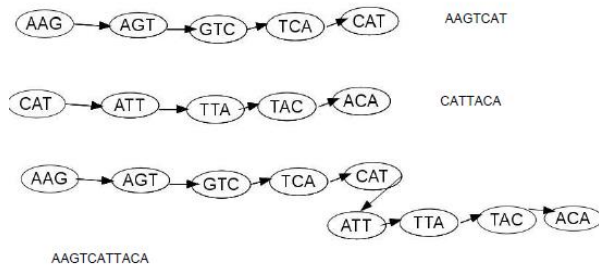 AAG AGT GTC TCA CAT AAGTCAT
CAT ATT TTA TAC ACA CATTACA
AAG AGT GTC TCA CAT
ATT TTA TAC ACA
AAGTCATTACA